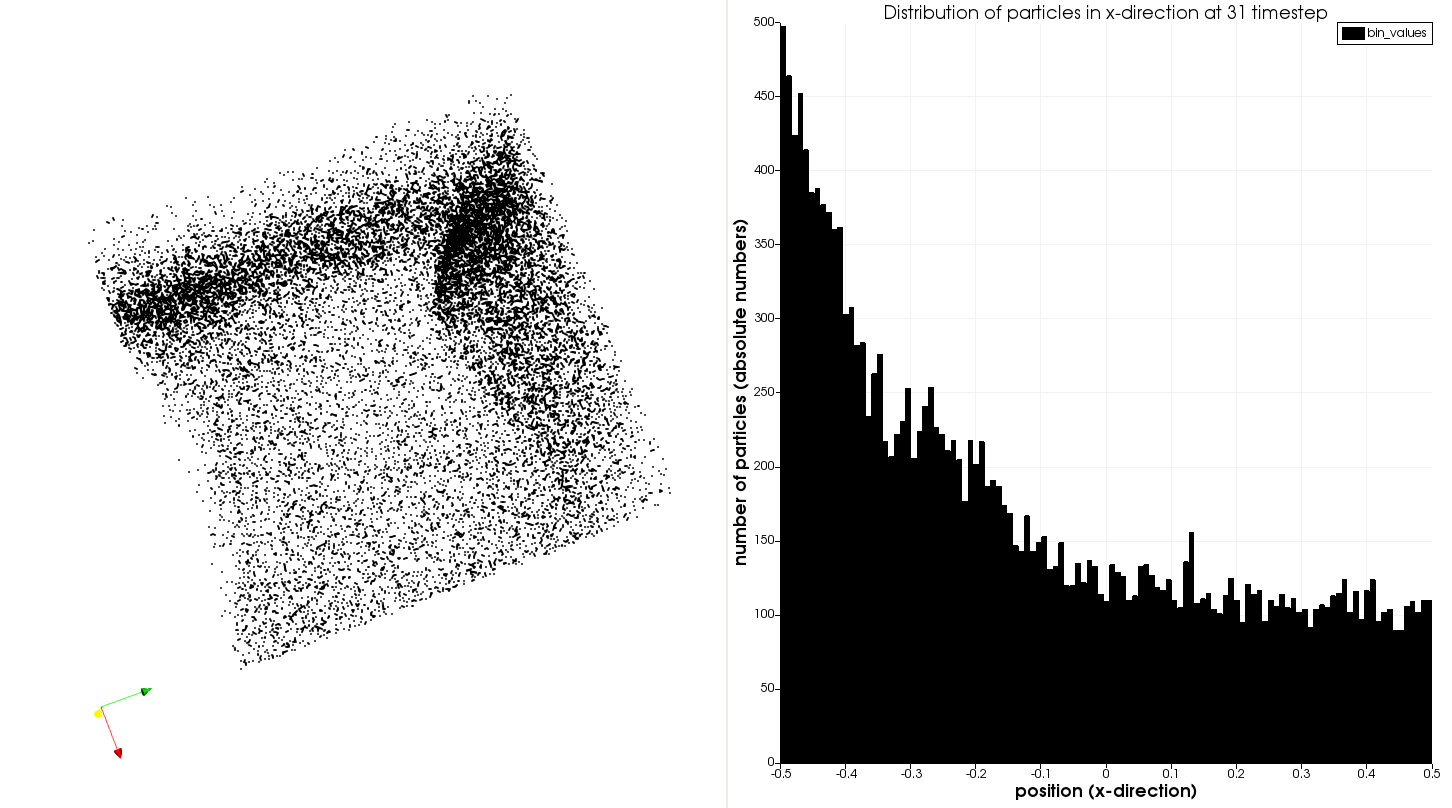 Distribution of particles in x-direction at 31 timestep
bin_values
500
450
400
350
300
250
200
150
100
50
0
number of particles (absolute numbers)
-0.5 -0.4 -0.3 -0.2 -0.1 0 0.1 0.2 0.3 0.4 0.5
position (x-direction)